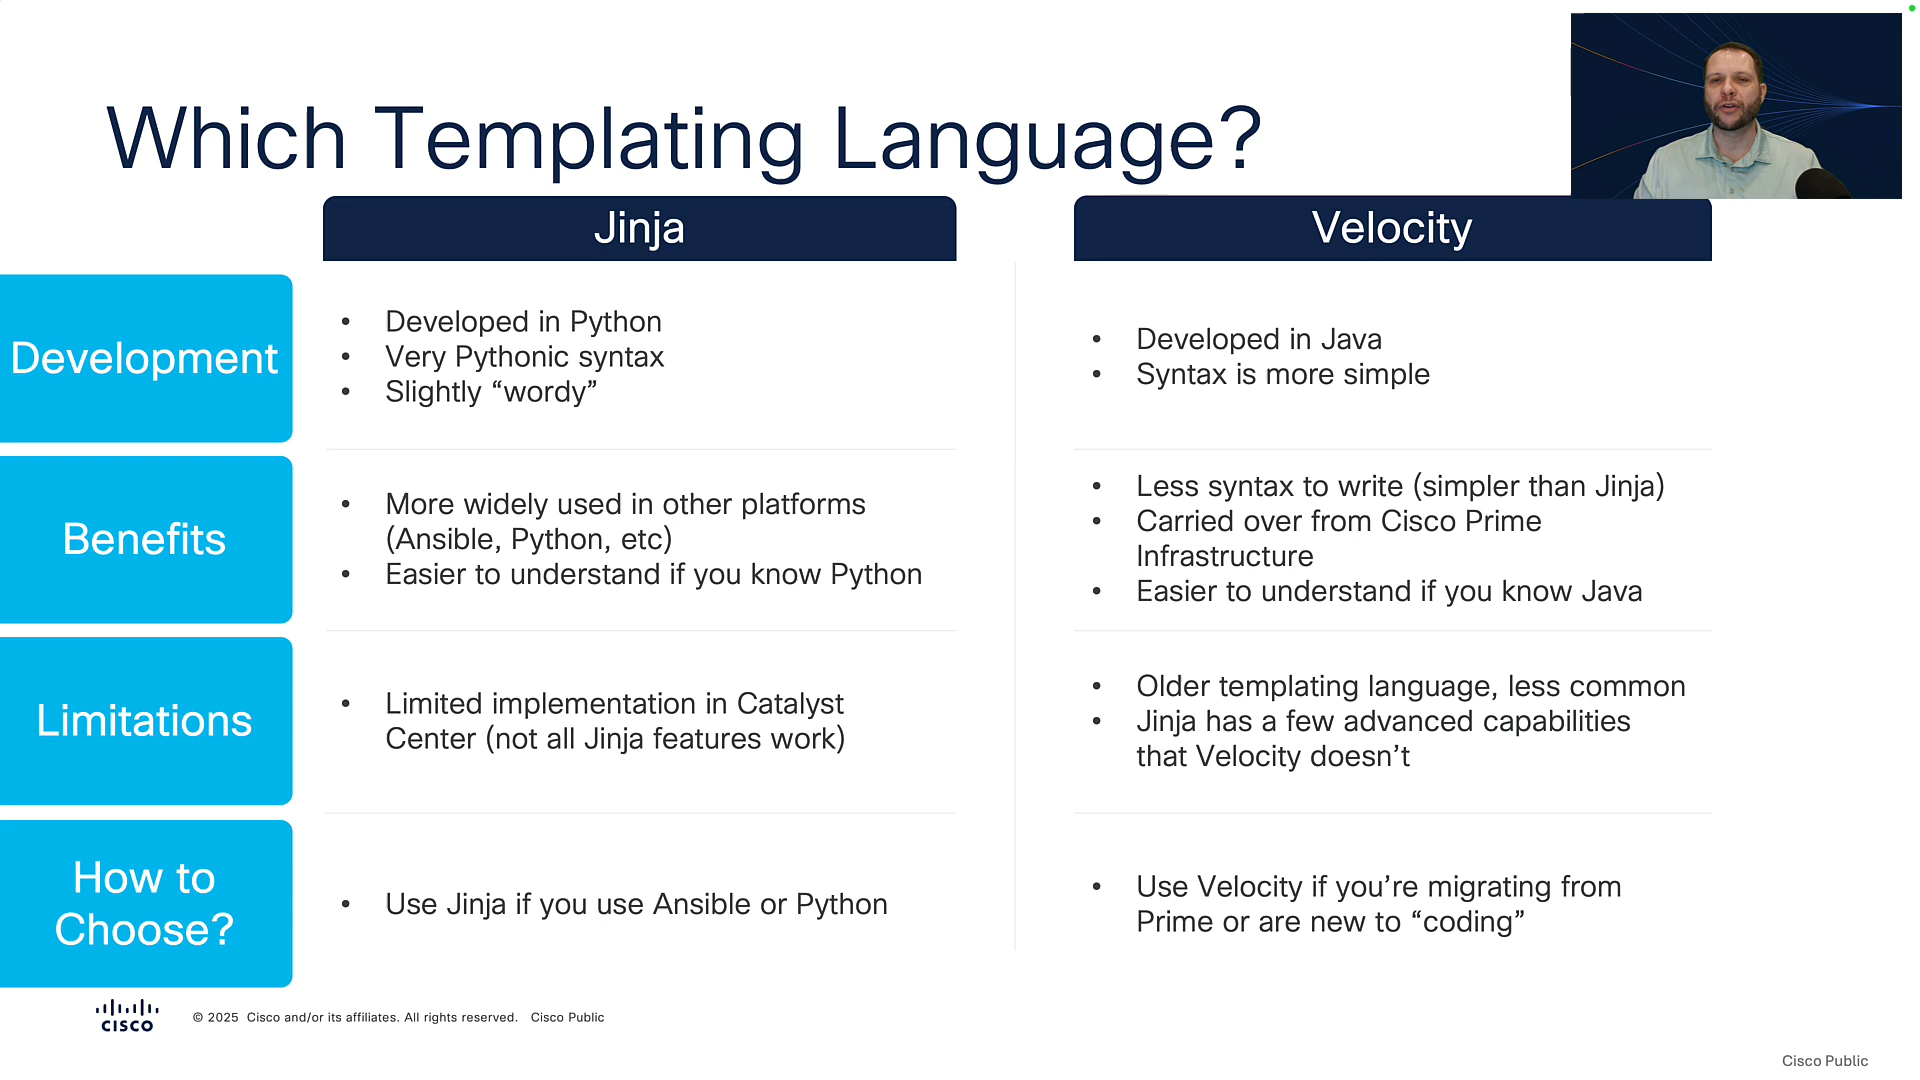 Which Templating Language?
Jinja
Velocity
Development
• Developed in Python
• Very Pythonic syntax
• Slightly “wordy”
• Developed in Java
• Syntax is more simple
Benefits
• More widely used in other platforms
(Ansible, Python, etc)
• Easier to understand if you know Python
• Less syntax to write (simpler than Jinja)
• Carried over from Cisco Prime
Infrastructure
• Easier to understand if you know Java
Limitations
• Limited implementation in Catalyst
Center (not all Jinja features work)
• Older templating language, less common
• Jinja has a few advanced capabilities
that Velocity doesn’t
How to
Choose?
• Use Jinja if you use Ansible or Python
• Use Velocity if you’re migrating from
Prime or are new to “coding”
CISCO
© 2025 Cisco and/or its affiliates. All rights reserved. Cisco Public
Cisco Public